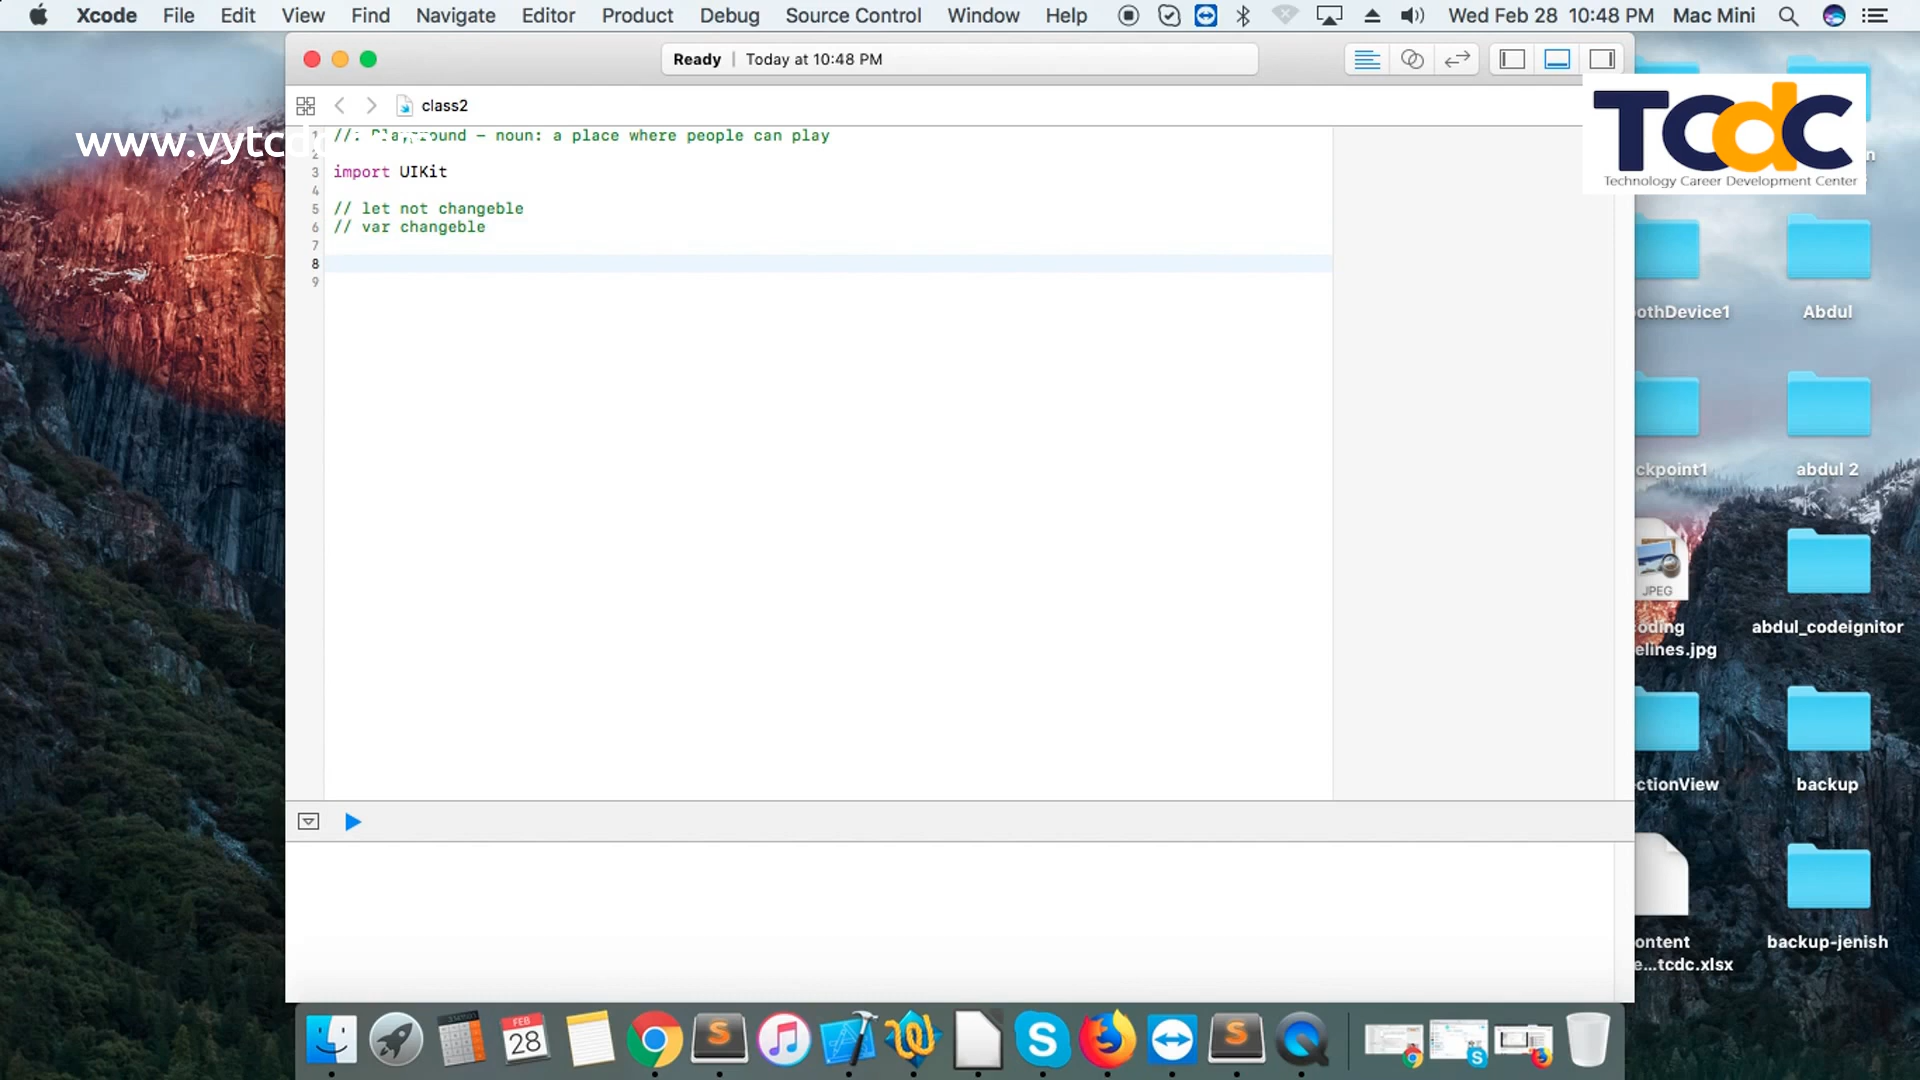 Xcode File Edit View Find Navigate Editor Product Debug Source Control Window Help Wed Feb 28 10:48 PM Mac Mini
Ready | Today at 10:48 PM
class2
TCdC
Technology Career Development Center
www.vytcdc
1 //: Playground - noun: a place where people can play
2
3 import UIKit
4
5 // let not changeble
6 // var changeble
7
8
9
othDevice1
Abdul
ckpoint1
abdul 2
JPEG
oding
elines.jpg
abdul_codeignitor
ctionView
backup
ontent
e...tcdc.xlsx
backup-jenish
FEB
28